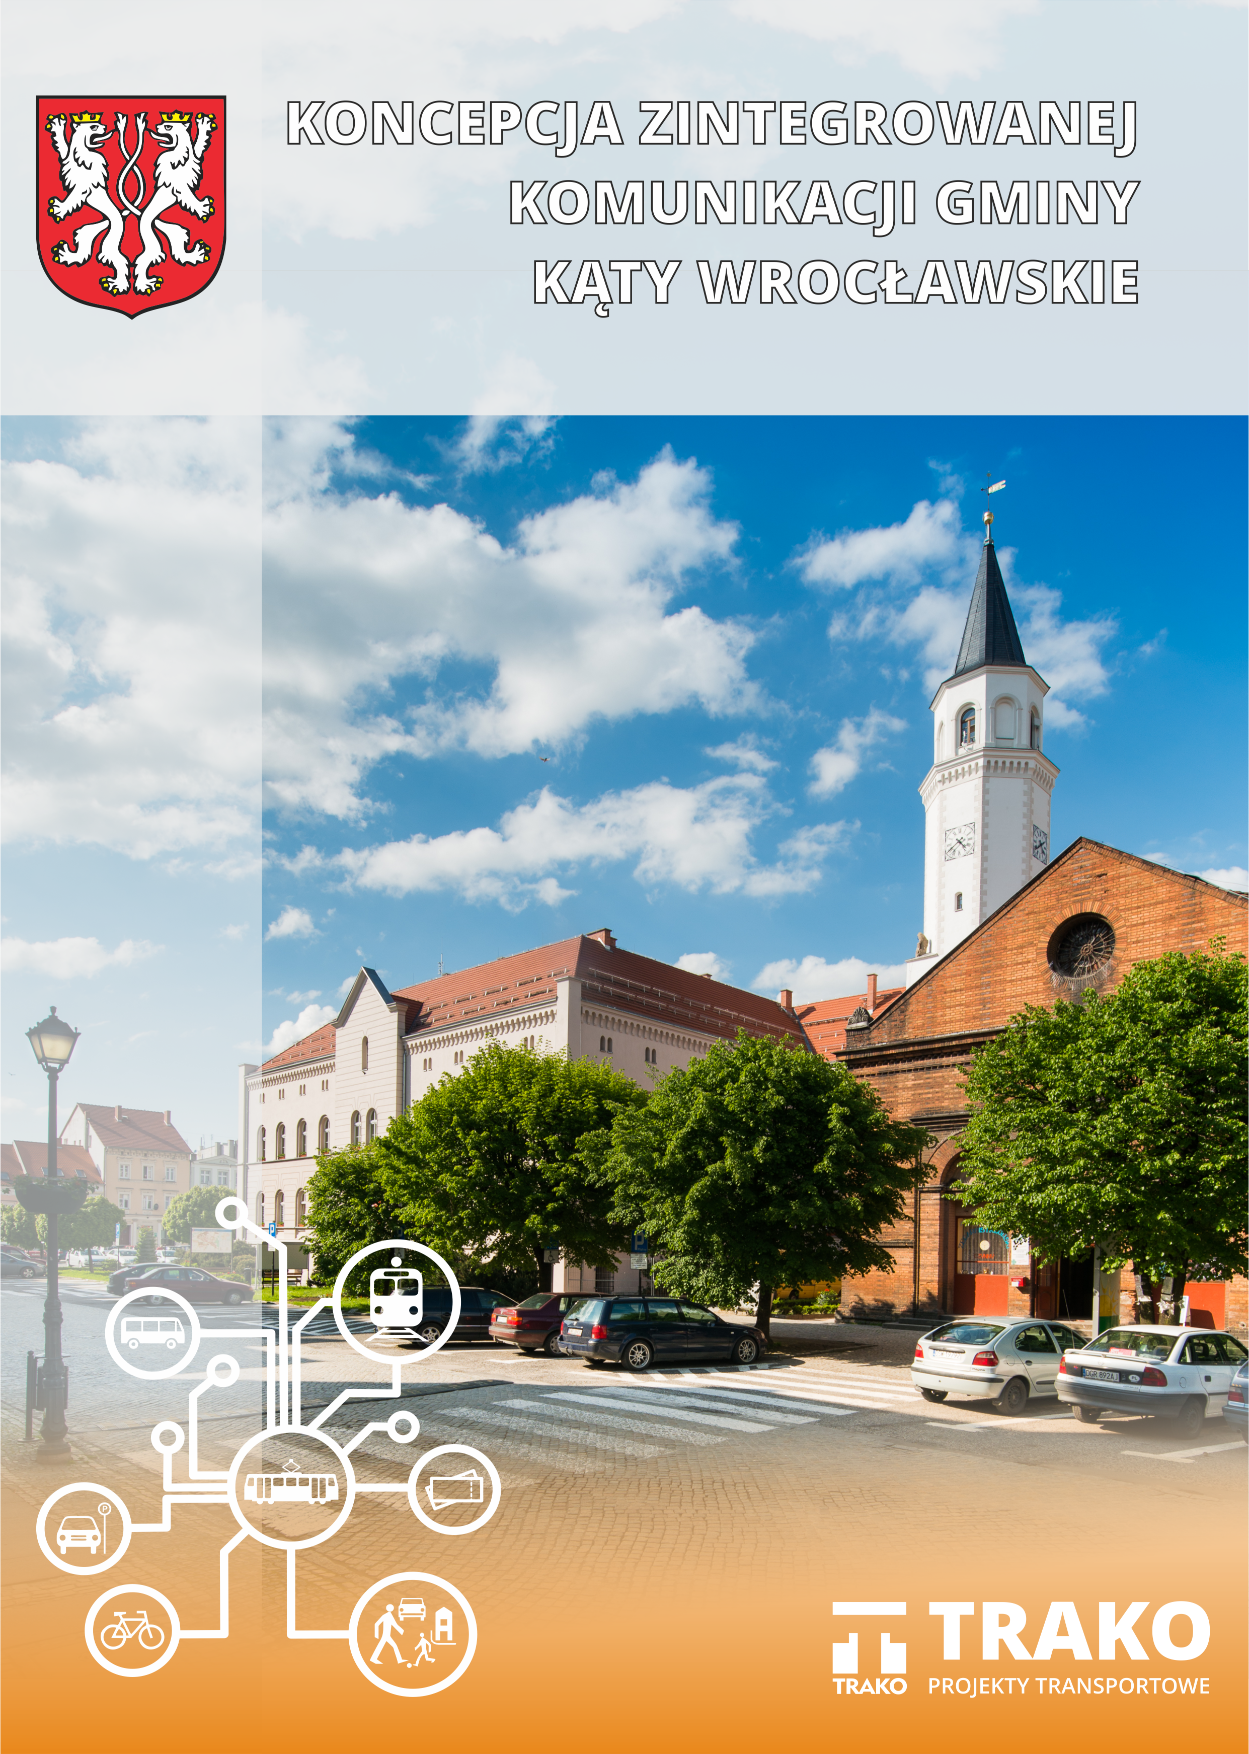 KONCEPCJA ZINTEGROWANEJ
KOMUNIKACJI GMINY
KĄTY WROCŁAWSKIE
P
TRAKO
TRAKO
PROJEKTY TRANSPORTOWE